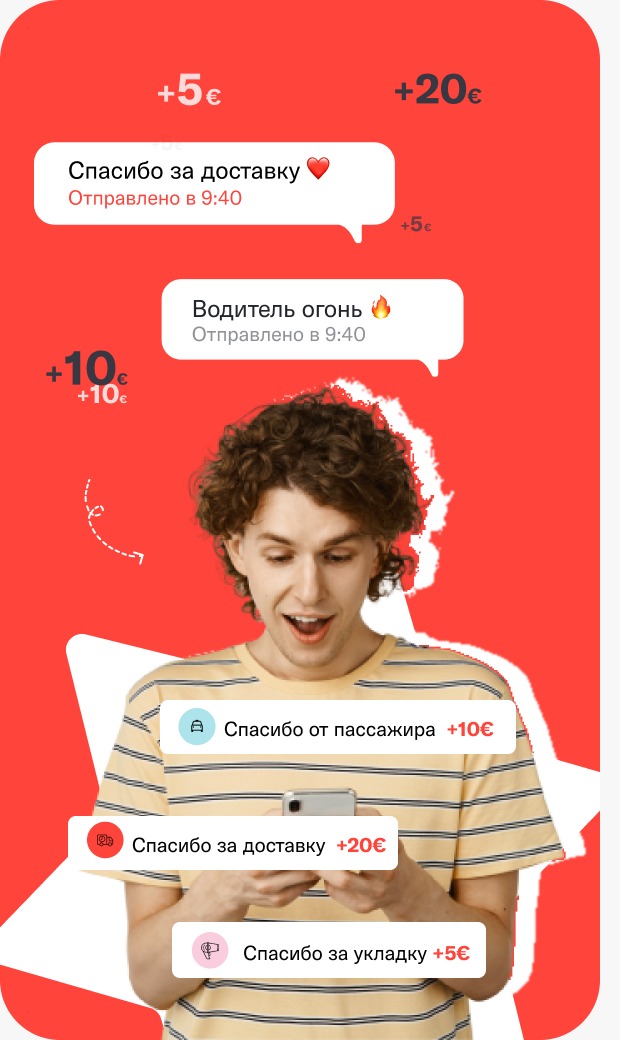 +5€
+20€
+5€
Спасибо за доставку ❤️
Отправлено в 9:40
+5€
Водитель огонь 🔥
Отправлено в 9:40
+10€
+10€
Спасибо от пассажира +10€
Спасибо за доставку +20€
Спасибо за укладку +5€